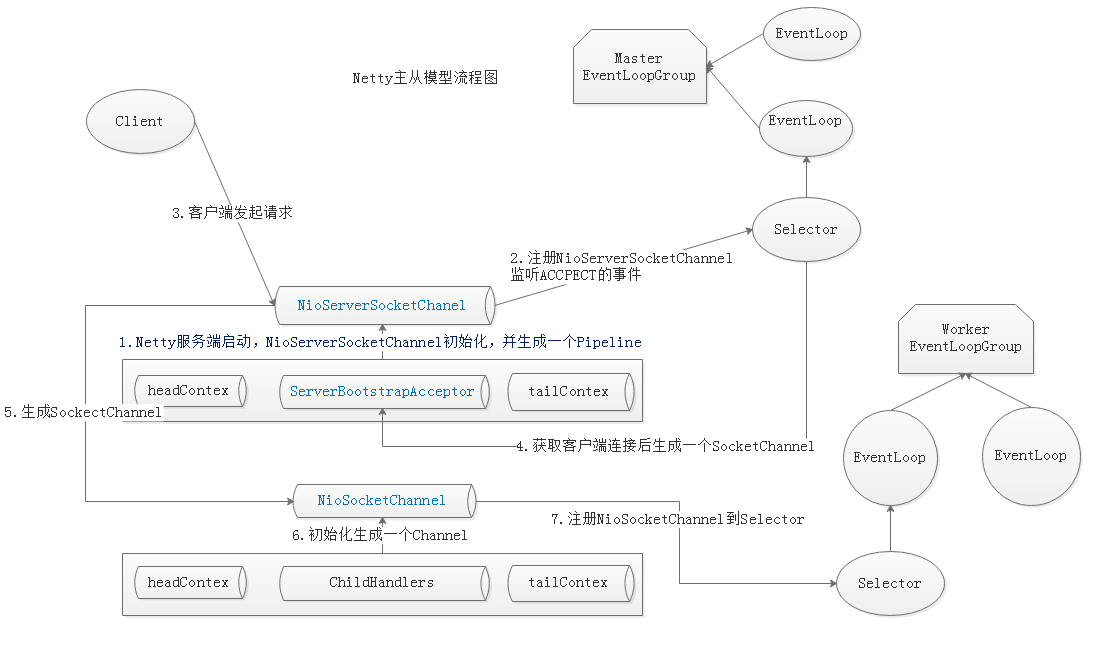 EventLoop
Master
EventLoopGroup
Netty主从模型流程图
Client
EventLoop
3.客户端发起请求
Selector
2.注册NioServerSocketChannel
监听ACCPECT的事件
NioServerSocketChanel
Worker
EventLoopGroup
1.Netty服务端启动，NioServerSocketChannel初始化，并生成一个Pipeline
headContex
ServerBootstrapAcceptor
tailContex
5.生成SockectChannel
4.获取客户端连接后生成一个SocketChannel
EventLoop
EventLoop
NioSocketChannel
7.注册NioSocketChannel到Selector
6.初始化生成一个Channel
headContex
ChildHandlers
tailContex
Selector